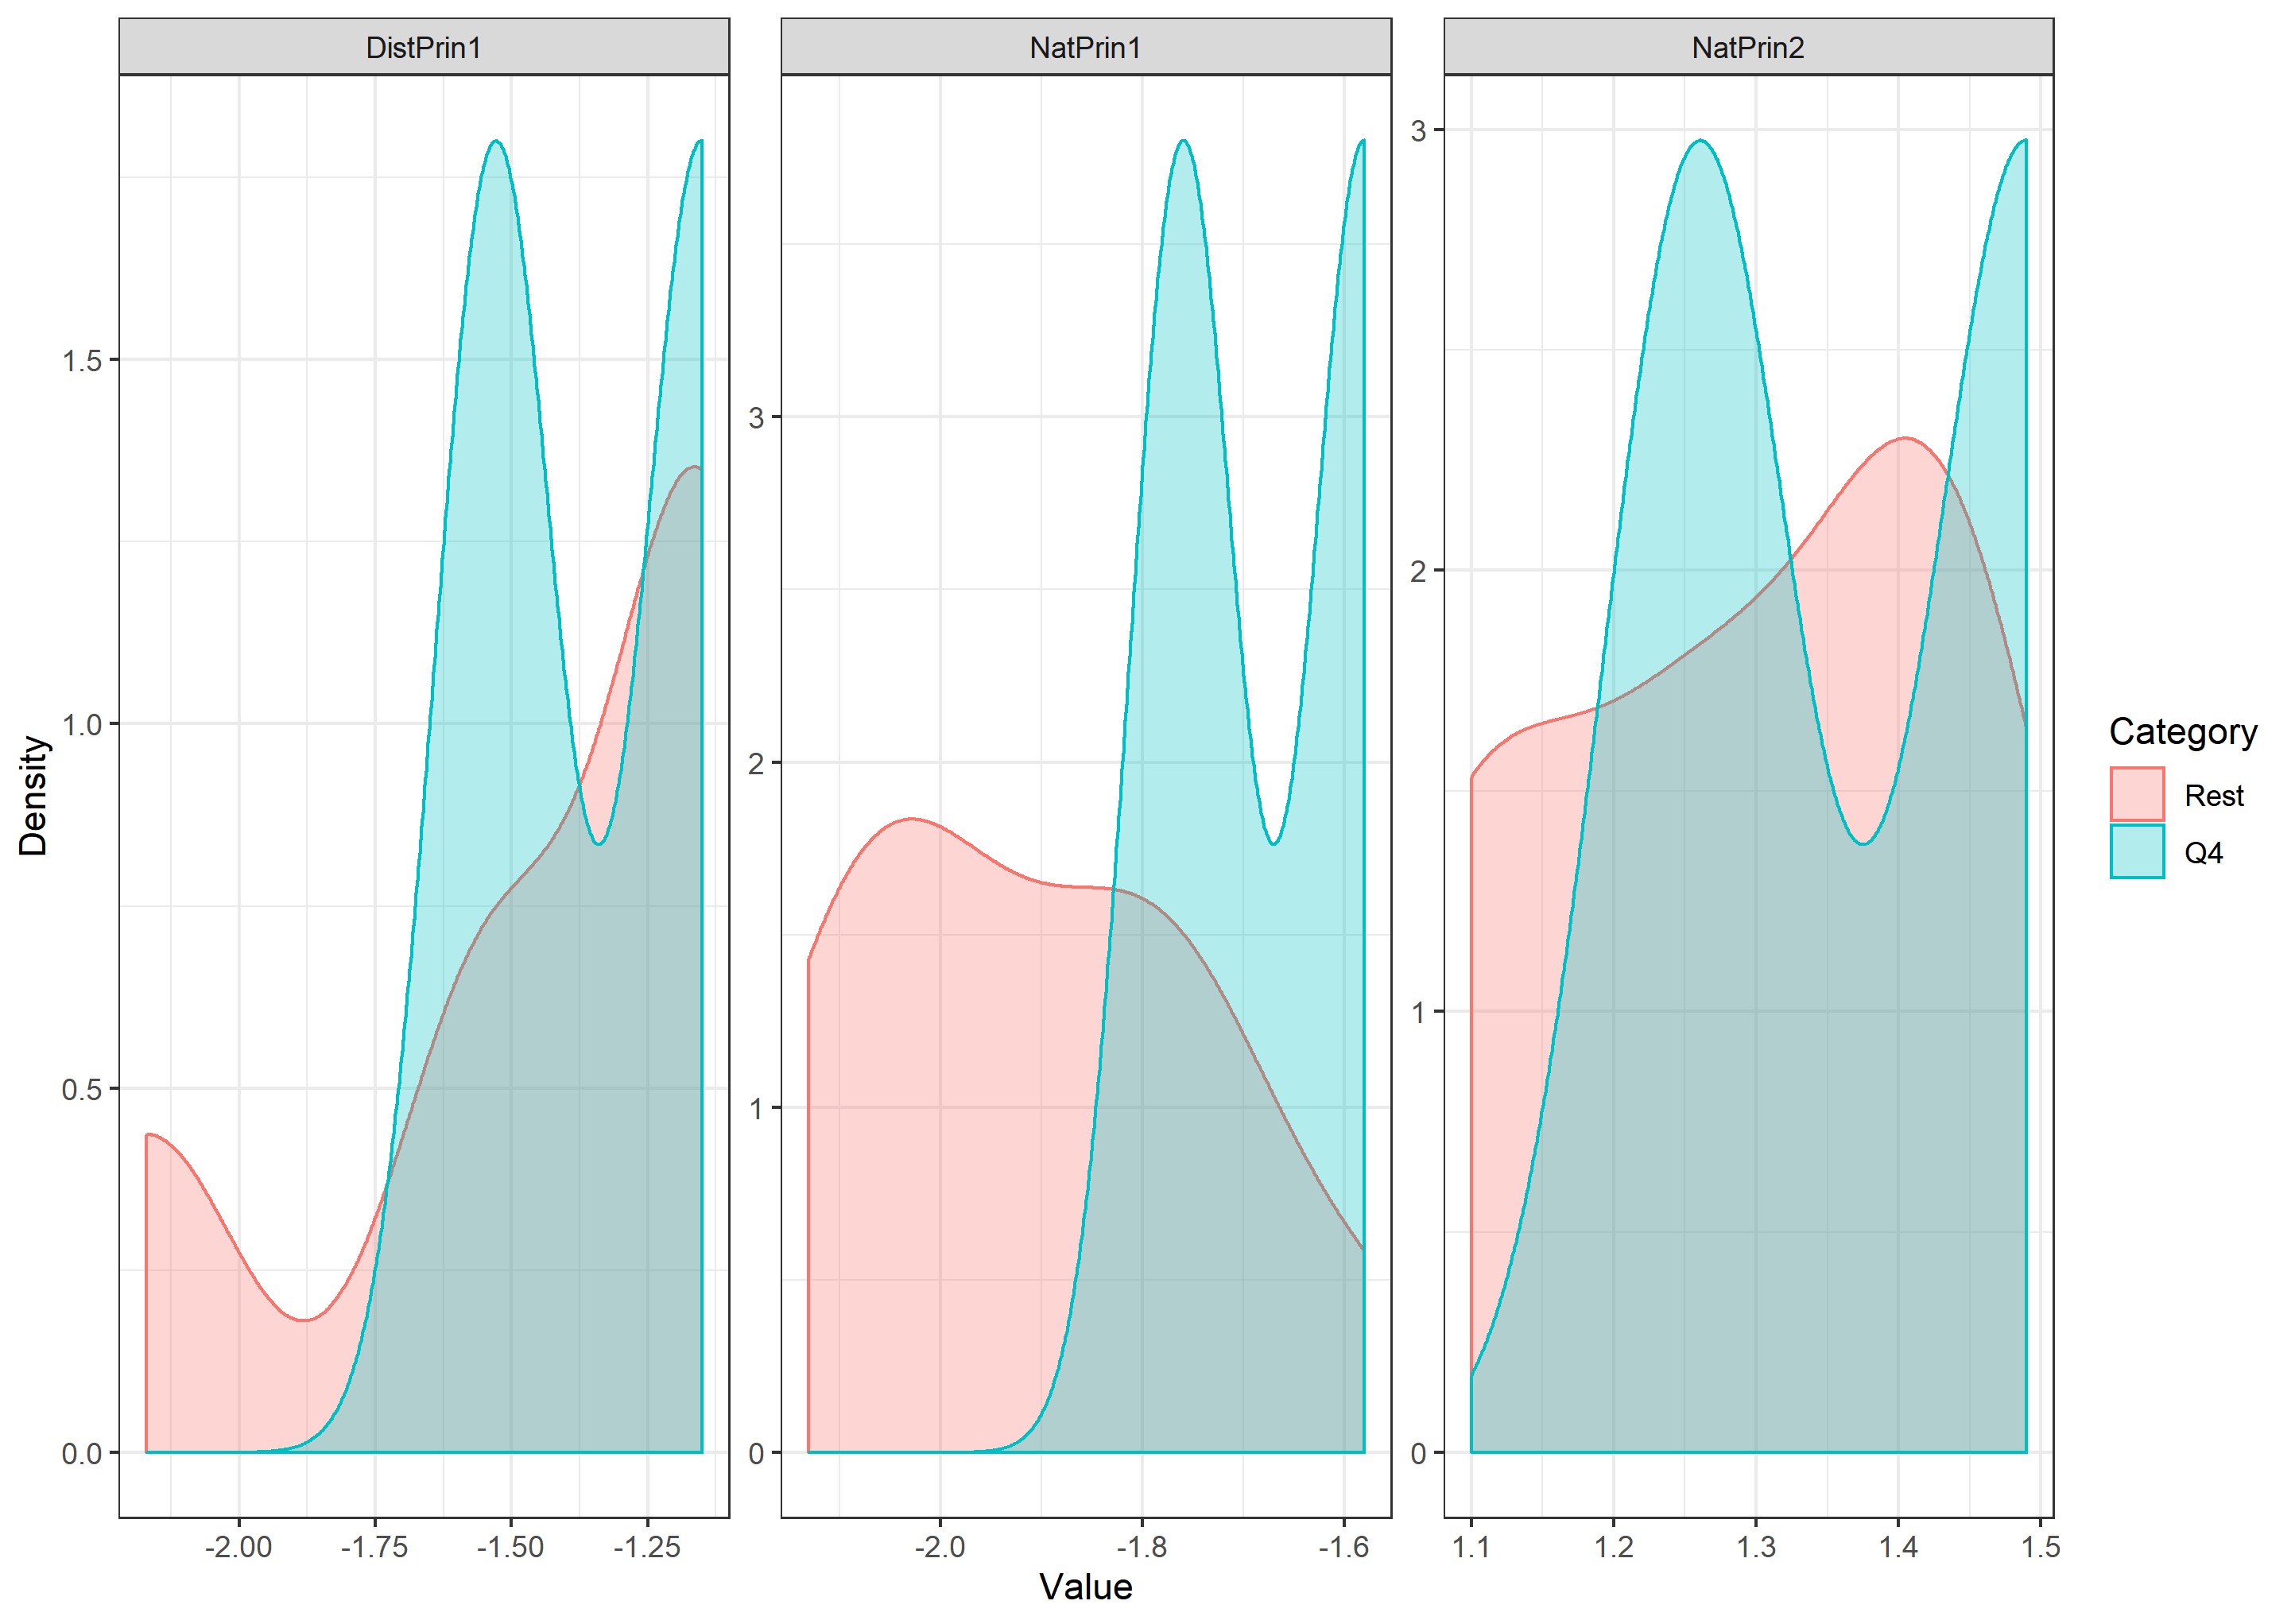 DistPrin1
NatPrin1
NatPrin2
Density
1.5
1.0
0.5
0.0
3
2
1
0
3
2
1
0
-2.00 -1.75 -1.50 -1.25
-2.0 -1.8 -1.6
1.1 1.2 1.3 1.4 1.5
Value
Category
Rest
Q4